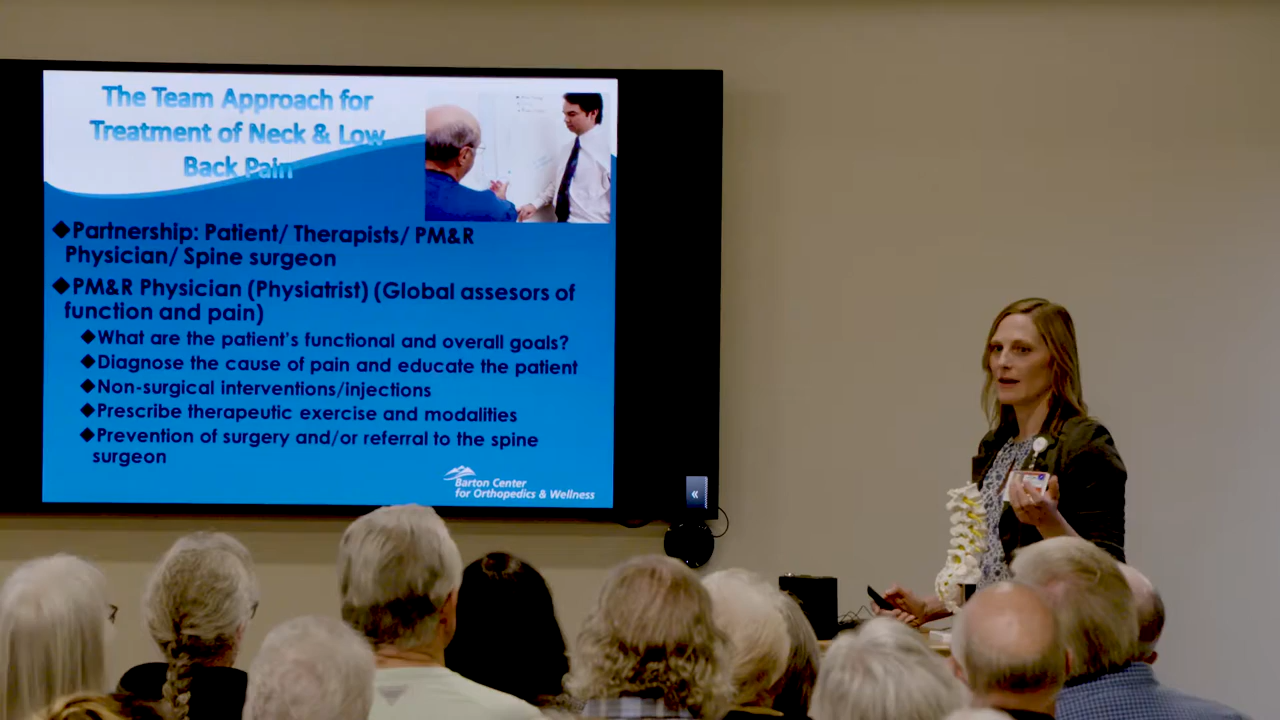 The Team Approach for
Treatment of Neck & Low
Back Pain
◆Partnership: Patient/ Therapists/ PM&R
Physician/ Spine surgeon
◆PM&R Physician (Physiatrist) (Global assesors of
function and pain)
◆What are the patient's functional and overall goals?
◆Diagnose the cause of pain and educate the patient
◆Non-surgical interventions/injections
◆Prescribe therapeutic exercise and modalities
◆Prevention of surgery and/or referral to the spine
surgeon
Barton Center
for Orthopedics & Wellness
«